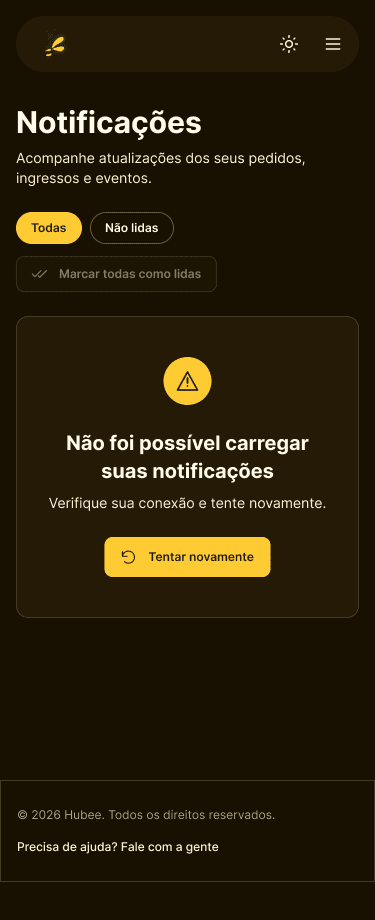 Notificações
Acompanhe atualizações dos seus pedidos,
ingressos e eventos.
Todas
Não lidas
Marcar todas como lidas
Não foi possível carregar
suas notificações
Verifique sua conexão e tente novamente.
Tentar novamente
© 2026 Hubee. Todos os direitos reservados.
Precisa de ajuda? Fale com a gente